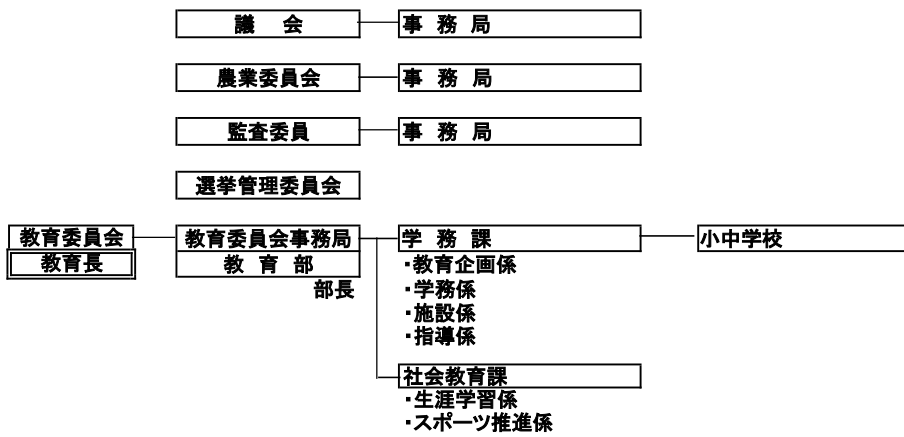 議 会 事 務 局
農業委員会 事 務 局
監査委員 事 務 局
選挙管理委員会
教育委員会 教育委員会事務局 学 務 課 小中学校
教育長 教 育 部 ・教育企画係
部長 ・学務係
・施設係
・指導係
社会教育課
・生涯学習係
・スポーツ推進係